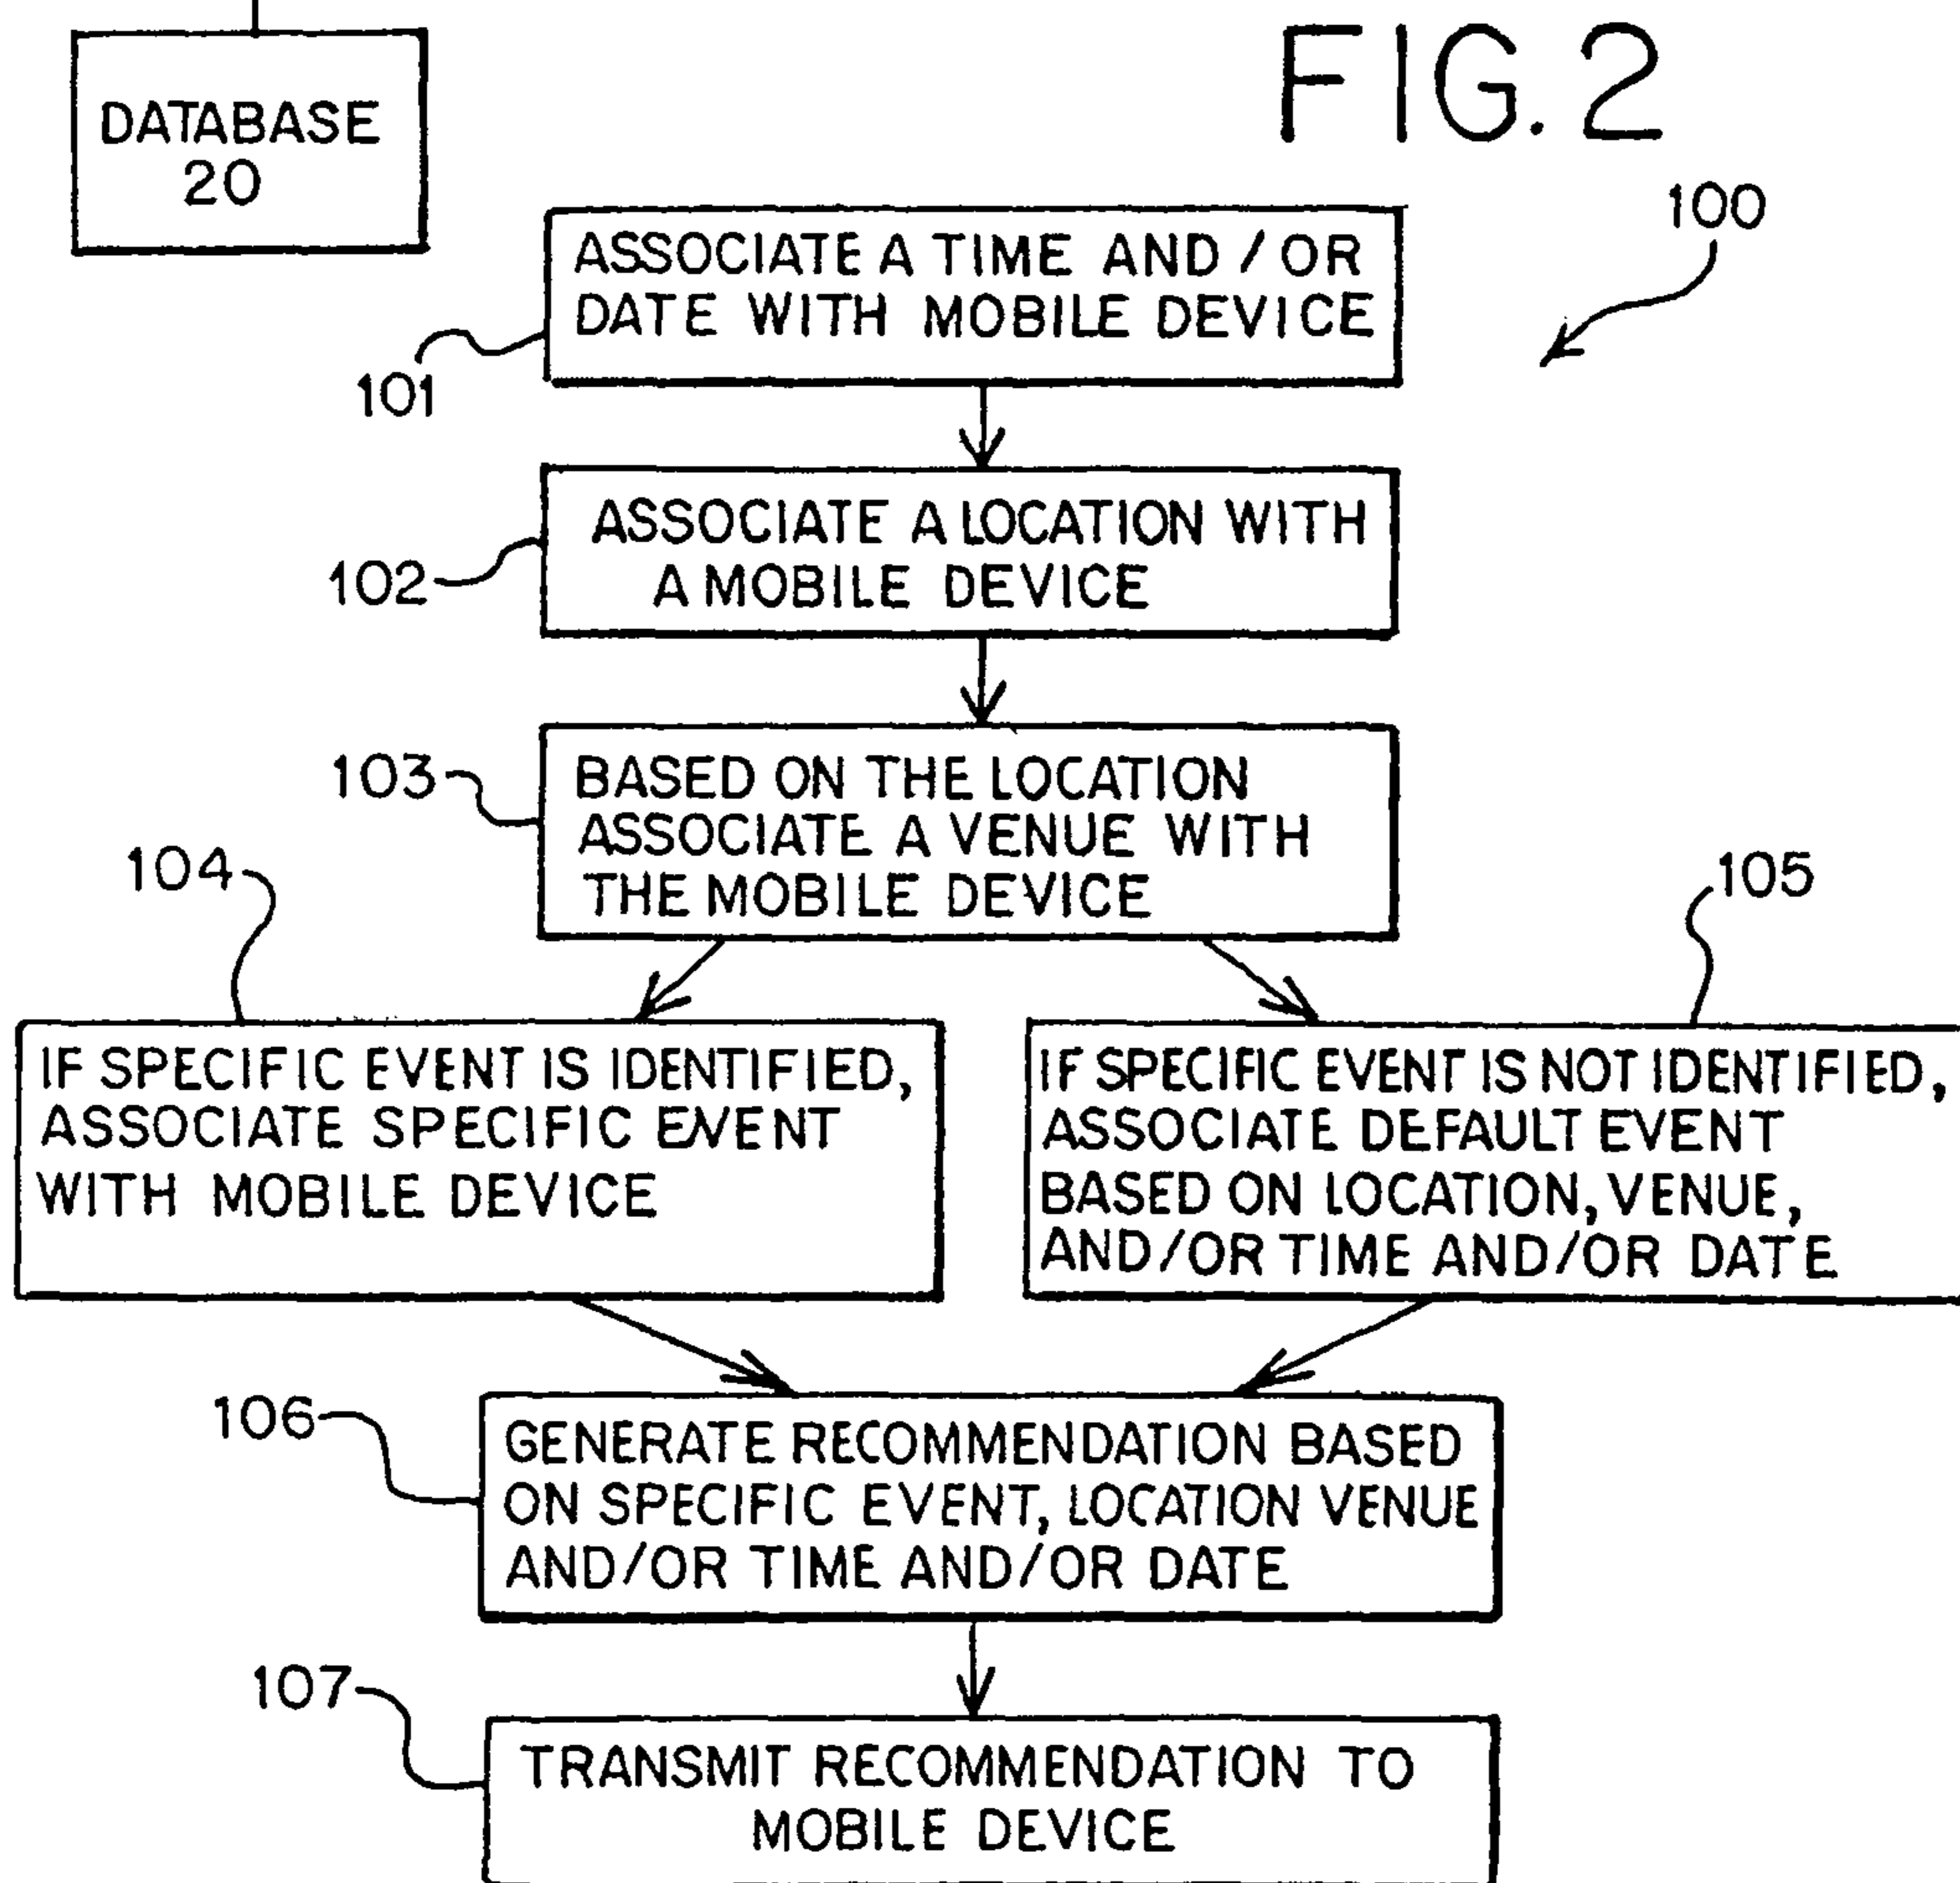 DATABASE
20
FIG. 2
100
ASSOCIATE A TIME AND / OR
DATE WITH MOBILE DEVICE
101
ASSOCIATE A LOCATION WITH
A MOBILE DEVICE
102
103
BASED ON THE LOCATION
ASSOCIATE A VENUE WITH
THE MOBILE DEVICE
104
105
IF SPECIFIC EVENT IS IDENTIFIED,
ASSOCIATE SPECIFIC EVENT
WITH MOBILE DEVICE
IF SPECIFIC EVENT IS NOT IDENTIFIED,
ASSOCIATE DEFAULT EVENT
BASED ON LOCATION, VENUE,
AND/OR TIME AND/OR DATE
106
GENERATE RECOMMENDATION BASED
ON SPECIFIC EVENT, LOCATION VENUE
AND/OR TIME AND/OR DATE
107
TRANSMIT RECOMMENDATION TO
MOBILE DEVICE